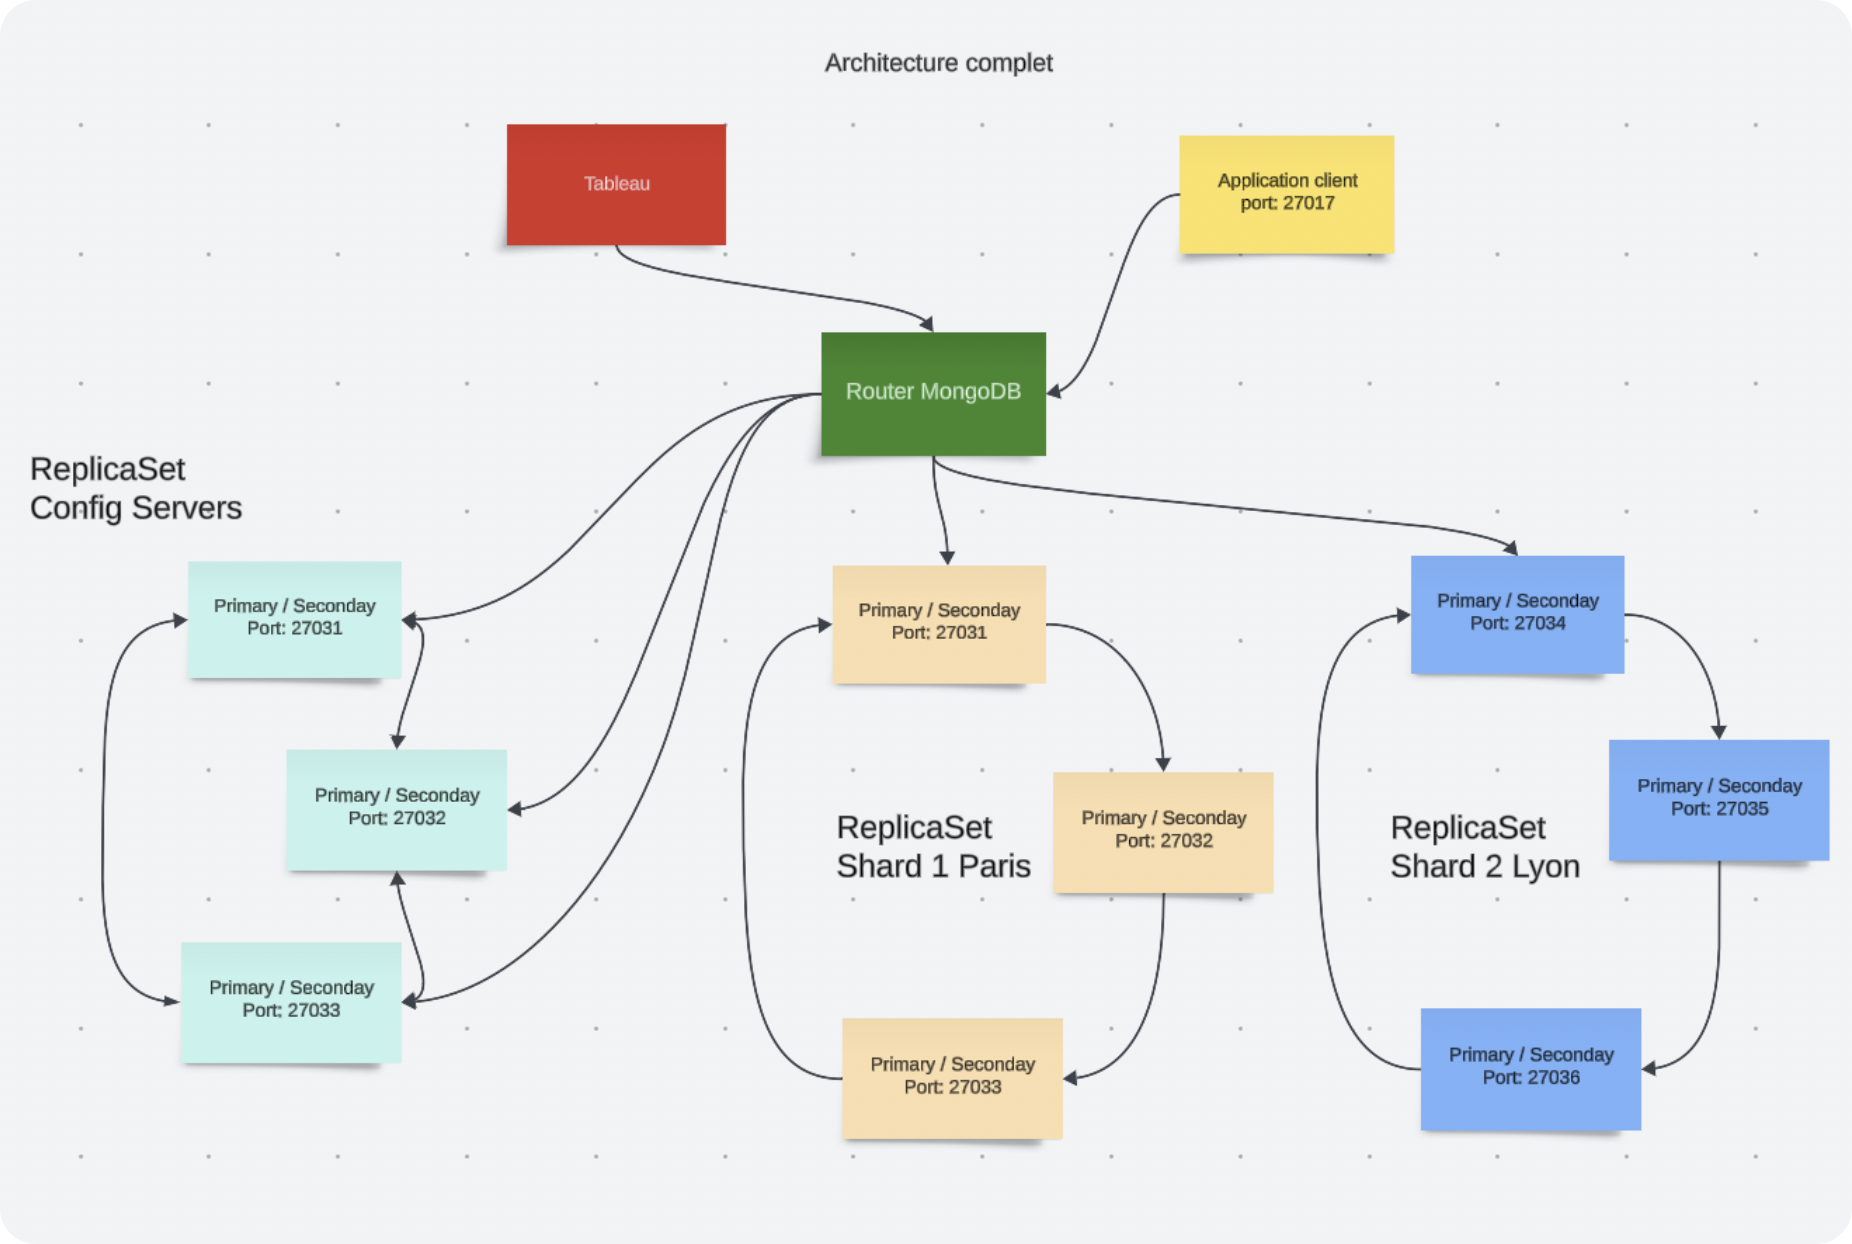 Architecture complet
Tableau
Application client
port: 27017
Router MongoDB
ReplicaSet
Config Servers
Primary / Seconday
Port: 27031
Primary / Seconday
Port: 27032
Primary / Seconday
Port: 27033
Primary / Seconday
Port: 27031
Primary / Seconday
Port: 27032
ReplicaSet
Shard 1 Paris
Primary / Seconday
Port: 27033
Primary / Seconday
Port: 27034
Primary / Seconday
Port: 27035
ReplicaSet
Shard 2 Lyon
Primary / Seconday
Port: 27036